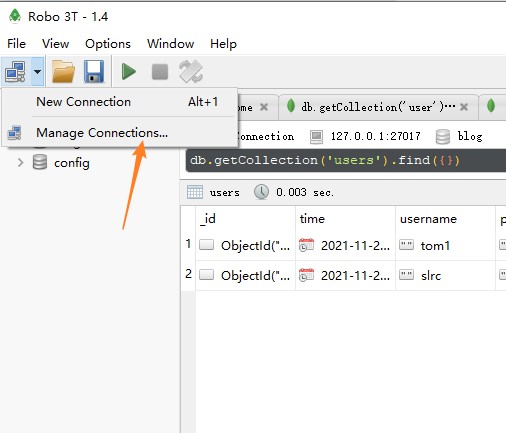 Robo 3T - 1.4
File View Options Window Help
New Connection Alt+1
Manage Connections...
ome db.getCollection('user')...
onnection 127.0.0.1:27017 blog
config
db.getCollection('users').find({})
users 0.003 sec.
_id time username p
1 ObjectId("... 2021-11-2... "" tom1 ""
2 ObjectId("... 2021-11-2... "" slrc ""